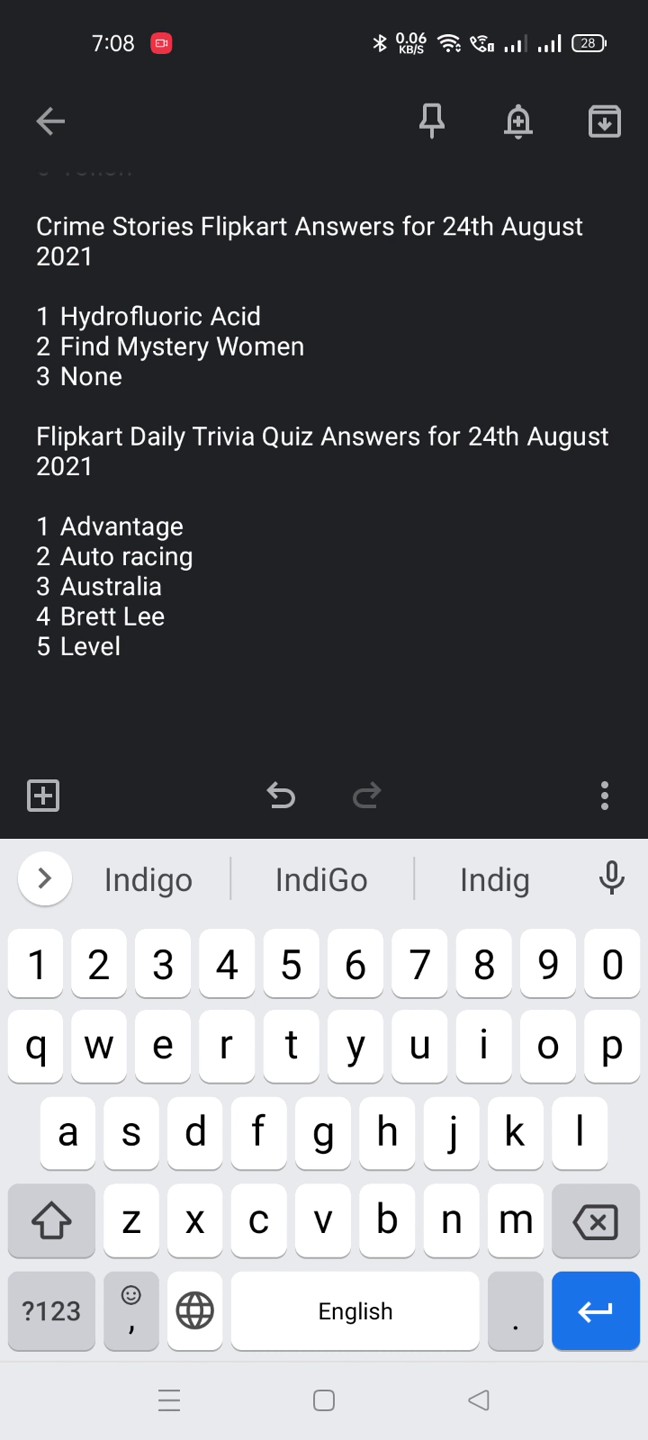 7:08 0.06 KB/S 28
Crime Stories Flipkart Answers for 24th August
2021
1 Hydrofluoric Acid
2 Find Mystery Women
3 None
Flipkart Daily Trivia Quiz Answers for 24th August
2021
1 Advantage
2 Auto racing
3 Australia
4 Brett Lee
5 Level
Indigo IndiGo Indig
1 2 3 4 5 6 7 8 9 0
q w e r t y u i o p
a s d f g h j k l
z x c v b n m
?123 , English .